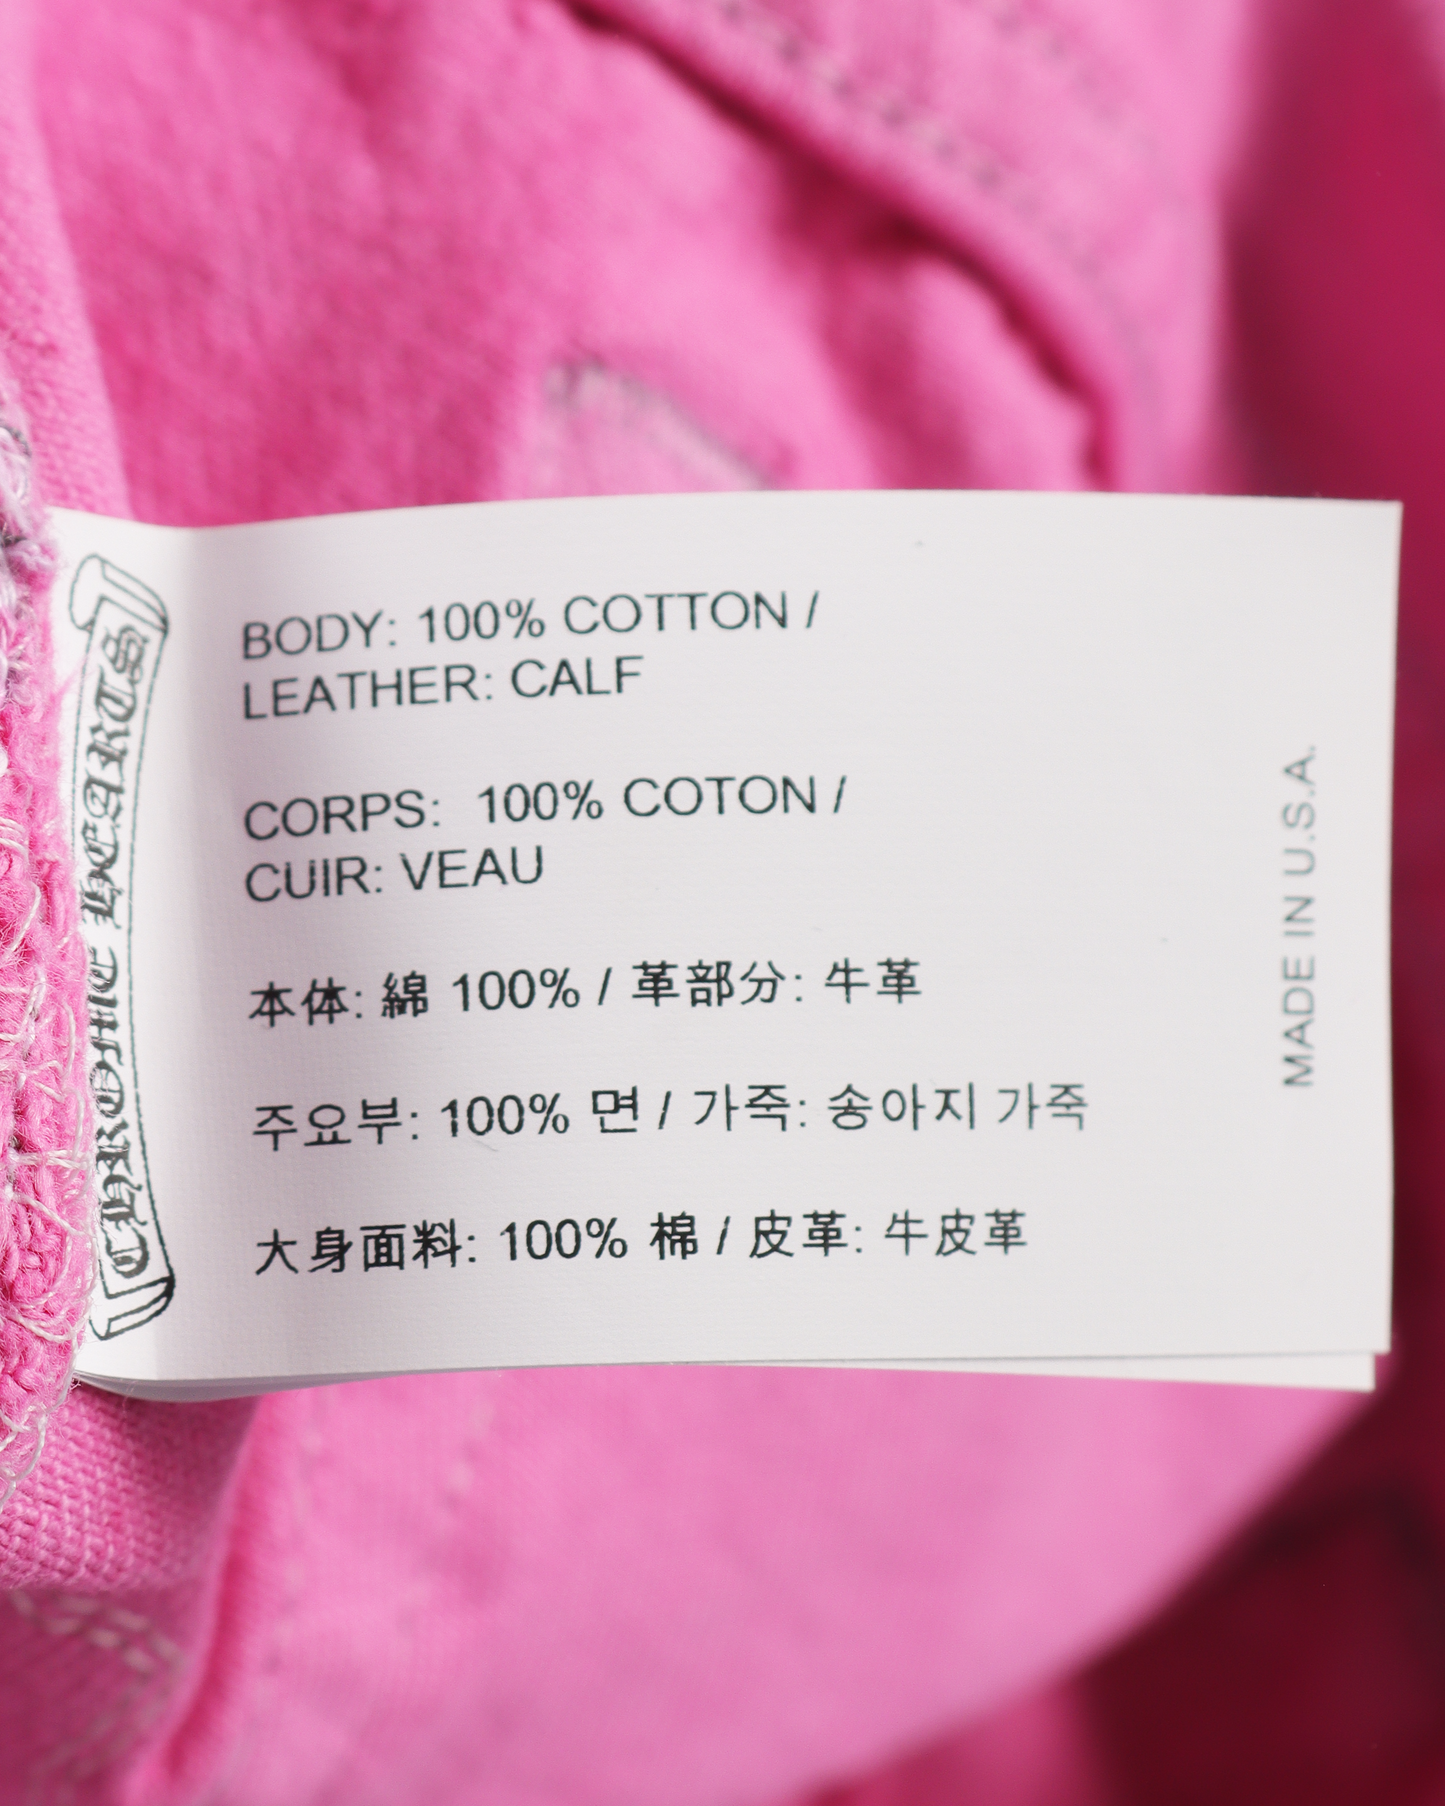 CHROME HEARTS
BODY: 100% COTTON /
LEATHER: CALF
CORPS: 100% COTON /
CUIR: VEAU
本体: 綿 100% / 革部分: 牛革
주요부: 100% 면 / 가죽: 송아지 가죽
大身面料: 100% 棉 / 皮革: 牛皮革
MADE IN U.S.A.